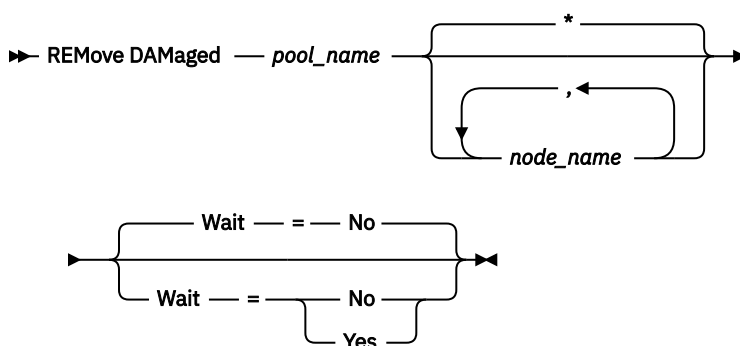 *
REMove DAMaged pool_name
,
node_name
Wait = No
Wait = No
Yes